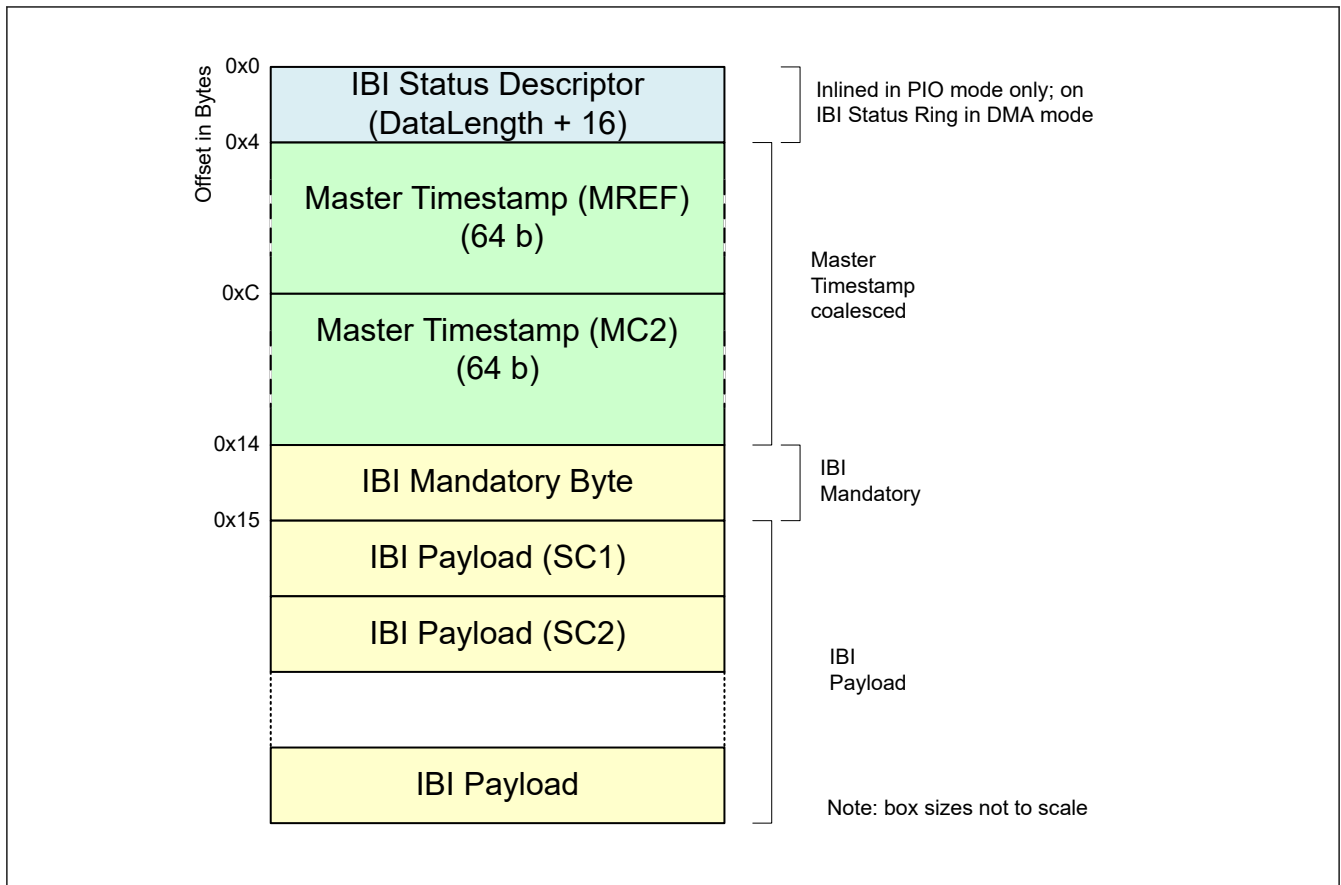 Offset in Bytes
0x0
IBI Status Descriptor
(DataLength + 16)
Inlined in PIO mode only; on
IBI Status Ring in DMA mode
0x4
Master Timestamp (MREF)
(64 b)
Master
Timestamp
coalesced
0xC
Master Timestamp (MC2)
(64 b)
0x14
IBI Mandatory Byte
IBI
Mandatory
0x15
IBI Payload (SC1)
IBI Payload (SC2)
IBI
Payload
IBI Payload
Note: box sizes not to scale